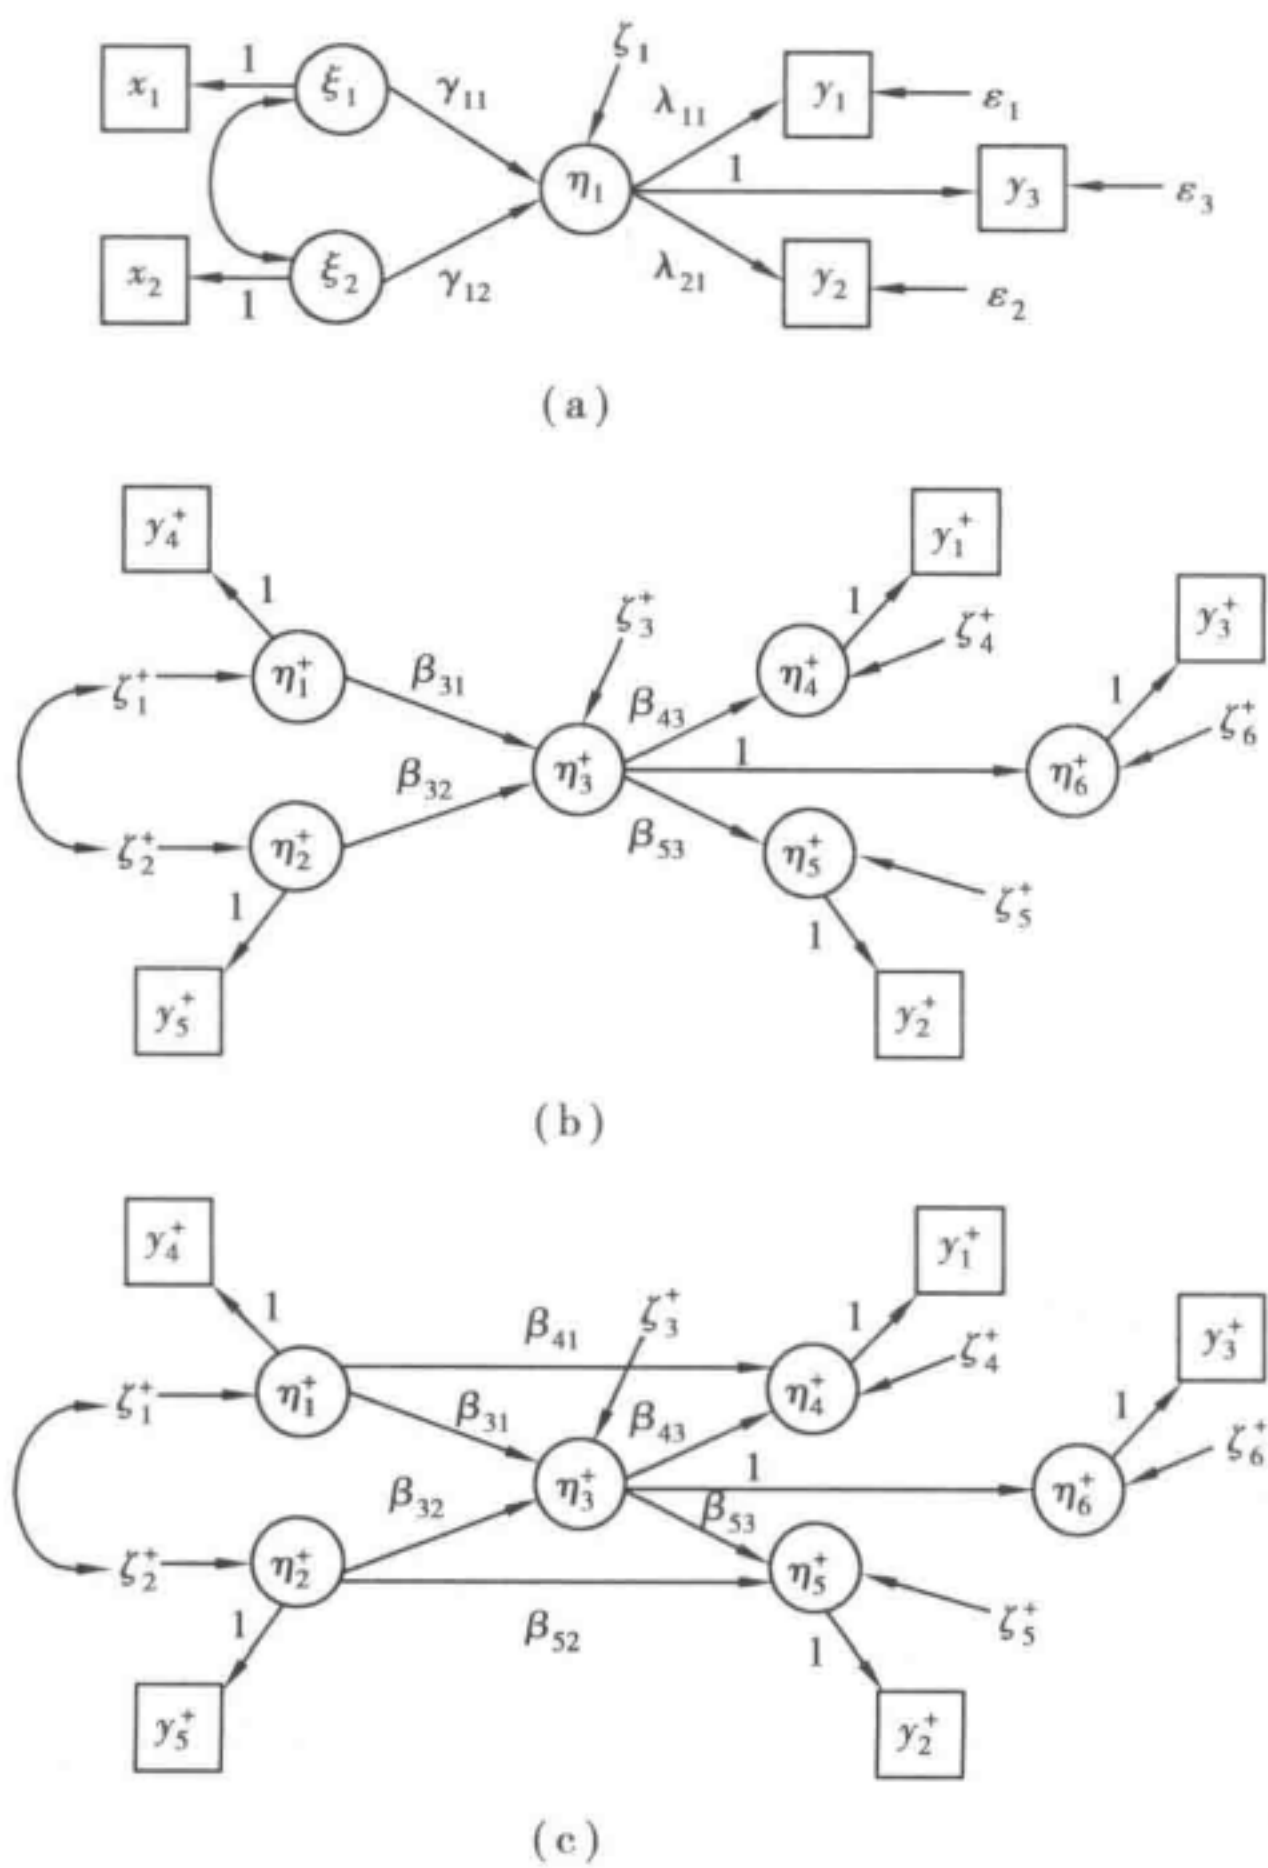 x₁ 1 ξ₁ γ₁₁ ζ₁ λ₁₁ y₁ ε₁
η₁ 1 y₃ ε₃
x₂ 1 ξ₂ γ₁₂ λ₂₁ y₂ ε₂
(a)
y₄⁺ 1 y₁⁺ 1
ζ₃⁺ ζ₄⁺ y₃⁺ 1
ζ₁⁺ η₁⁺ β₃₁ β₄₃ η₄⁺ ζ₆⁺
η₃⁺ 1 η₆⁺
ζ₂⁺ η₂⁺ β₃₂ β₅₃ η₅⁺ ζ₅⁺
1 y₅⁺ 1 y₂⁺
(b)
y₄⁺ 1 y₁⁺ 1
β₄₁ ζ₃⁺ ζ₄⁺ y₃⁺ 1
ζ₁⁺ η₁⁺ β₃₁ β₄₃ η₄⁺ ζ₆⁺
β₃₂ η₃⁺ 1 β₅₃ η₆⁺
ζ₂⁺ η₂⁺ η₅⁺ ζ₅⁺
1 β₅₂ 1
y₅⁺ y₂⁺
(c)